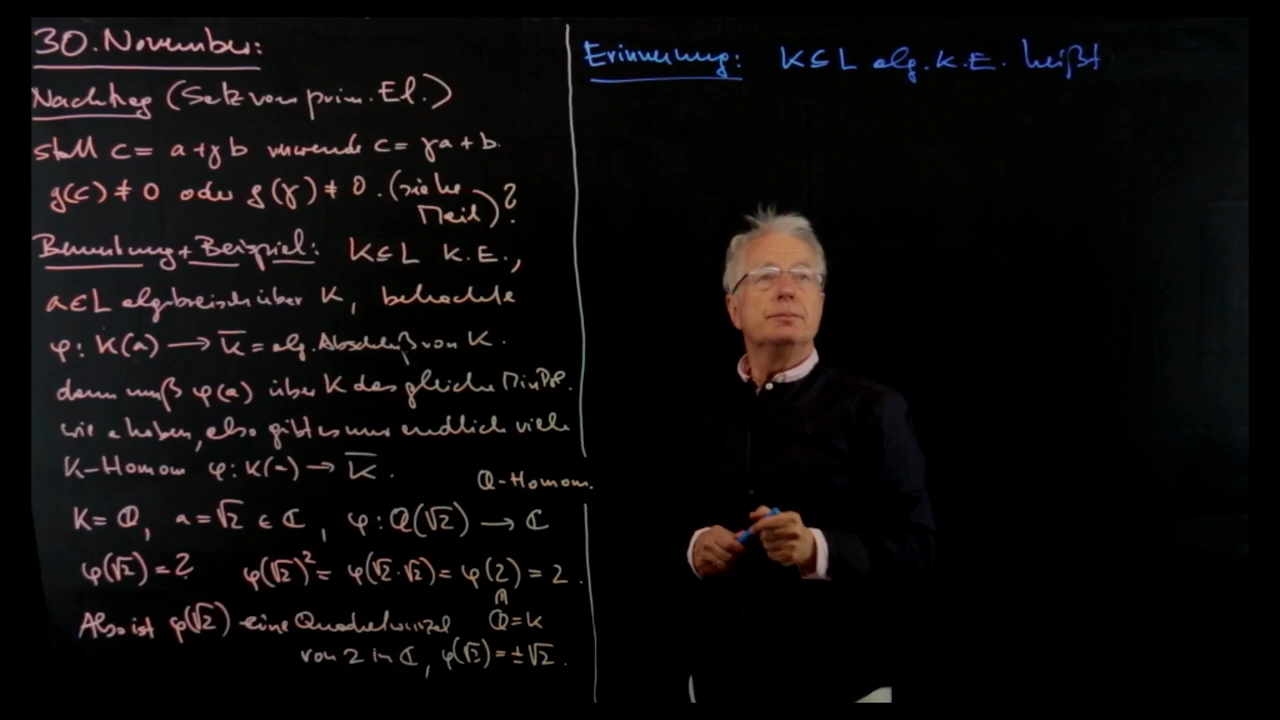 30. November:
Nachtrag (Satz vom prim. El.)
statt c = a + γ b verwende c = γ a + b.
g(c) ≠ 0 oder g(γ) ≠ 0. (siehe Mail)?
Bemerkung + Beispiel: K ⊆ L K.E.,
a ∈ L algebraisch über K, betrachte
φ : K(a) → K̅ = alg. Abschluß von K.
dann muß φ(a) über K das gleiche MinPol.
wie a haben, also gibt es nur endlich viele
K-Homom φ : K(a) → K̅.
Q-Homom.
K = ℚ, a = √2 ∈ ℂ, φ : ℚ(√2) → ℂ
φ(√2) = ? φ(√2)² = φ(√2·√2) = φ(2) = 2.
Also ist φ(√2) eine Quadratwurzel ℚ = K
von 2 in ℂ, φ(√2) = ±√2.
Erinnerung: K ⊆ L alg. K.E. heißt